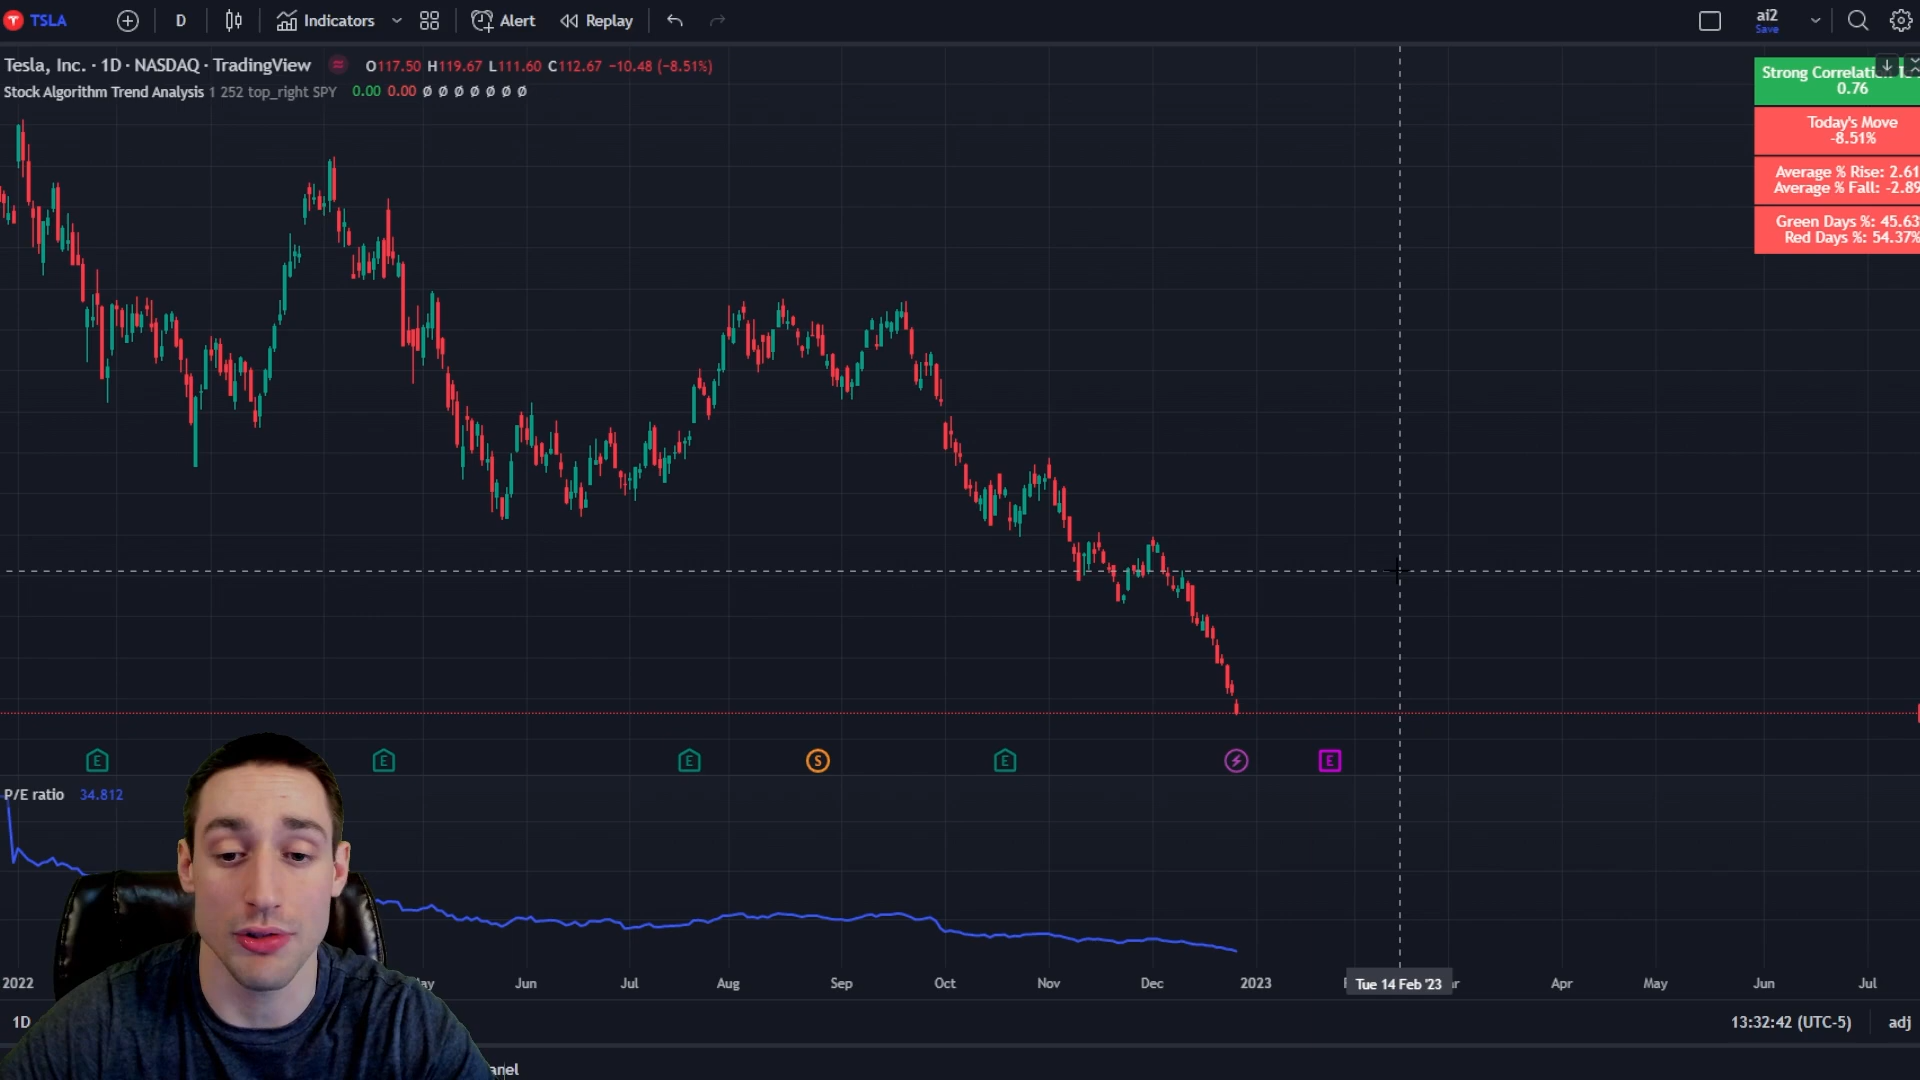 TSLA D Indicators Alert Replay ai2
Save
Tesla, Inc. · 1D · NASDAQ · TradingView O117.50 H119.67 L111.60 C112.67 −10.48 (−8.51%)
Stock Algorithm Trend Analysis 1 252 top_right SPY 0.00 0.00 Ø Ø Ø Ø Ø Ø Ø
Strong
0.76
Today's Move
-8.51%
Average % Rise: 2.61
Average % Fall: -2.89
Green Days %: 45.63
Red Days %: 54.37%
E E E S E E
P/E ratio 34.812
2022 ay Jun Jul Aug Sep Oct Nov Dec 2023 Tue 14 Feb '23 Apr May Jun Jul
1D 13:32:42 (UTC-5) adj
anel